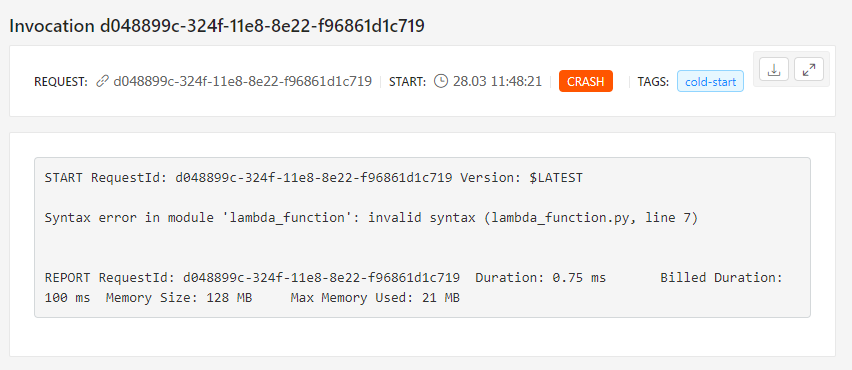 Invocation d048899c-324f-11e8-8e22-f96861d1c719
REQUEST: d048899c-324f-11e8-8e22-f96861d1c719 START: 28.03 11:48:21 CRASH TAGS: cold-start
START RequestId: d048899c-324f-11e8-8e22-f96861d1c719 Version: $LATEST
Syntax error in module 'lambda_function': invalid syntax (lambda_function.py, line 7)
REPORT RequestId: d048899c-324f-11e8-8e22-f96861d1c719 Duration: 0.75 ms Billed Duration:
100 ms Memory Size: 128 MB Max Memory Used: 21 MB